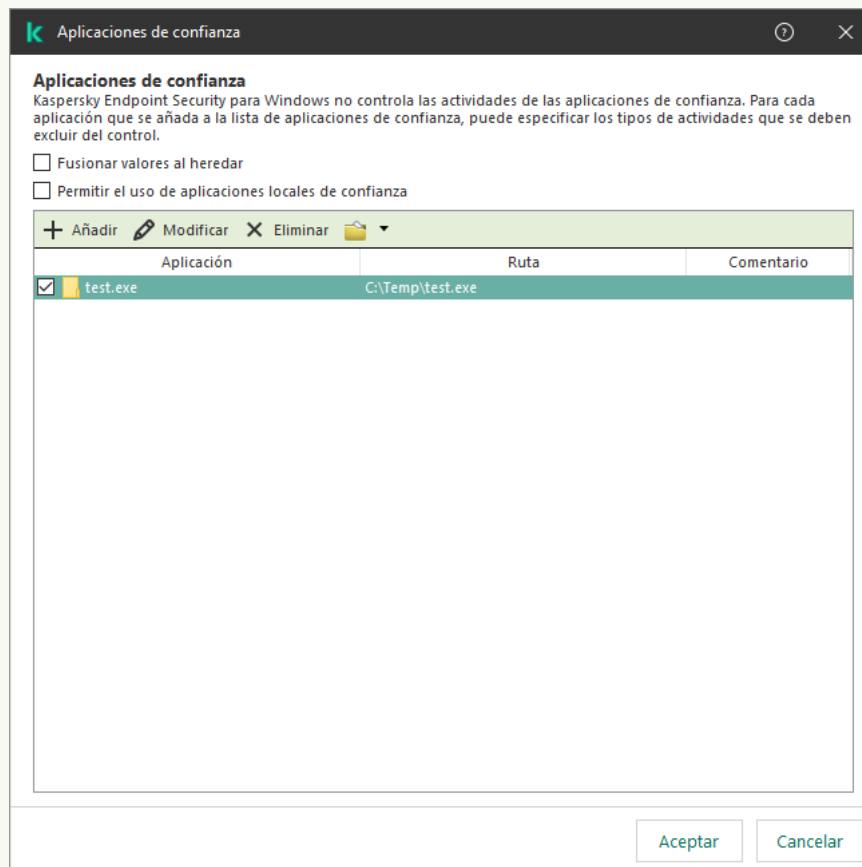 Aplicaciones de confianza
Aplicaciones de confianza
Kaspersky Endpoint Security para Windows no controla las actividades de las aplicaciones de confianza. Para cada
aplicación que se añada a la lista de aplicaciones de confianza, puede especificar los tipos de actividades que se deben
excluir del control.
Fusionar valores al heredar
Permitir el uso de aplicaciones locales de confianza
Añadir Modificar Eliminar
Aplicación Ruta Comentario
test.exe C:\Temp\test.exe
Aceptar Cancelar